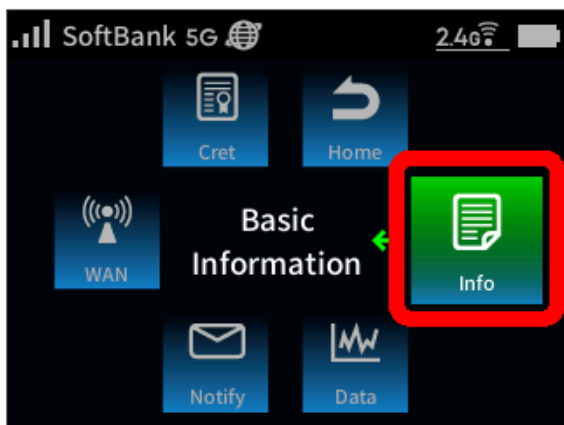 SoftBank 5G 2.4G
Cret
Home
WAN
Basic
Information
Info
Notify
Data